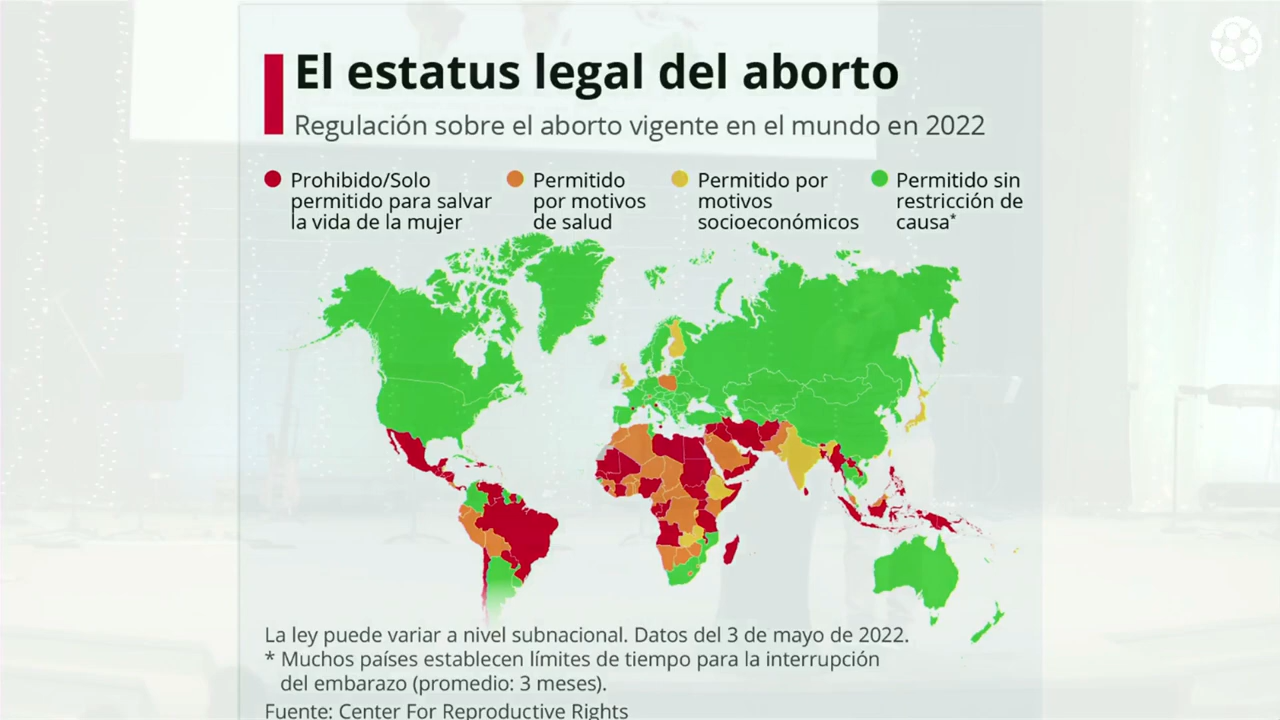 El estatus legal del aborto
Regulación sobre el aborto vigente en el mundo en 2022
Prohibido/Solo
permitido para salvar
la vida de la mujer
Permitido
por motivos
de salud
Permitido por
motivos
socioeconómicos
Permitido sin
restricción de
causa*
La ley puede variar a nivel subnacional. Datos del 3 de mayo de 2022.
* Muchos países establecen límites de tiempo para la interrupción
del embarazo (promedio: 3 meses).
Fuente: Center For Reproductive Rights